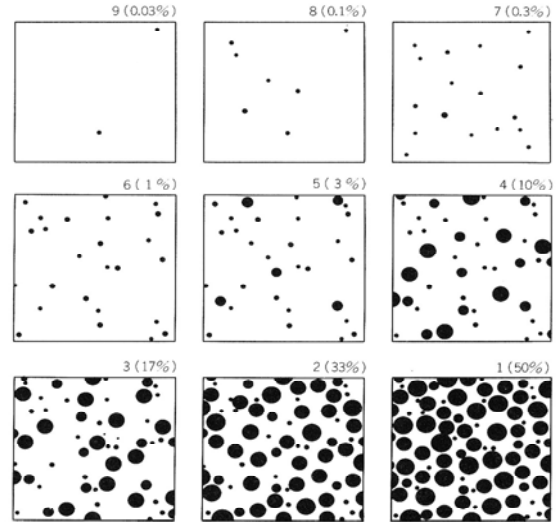 9 (0.03%) 8 (0.1%) 7 (0.3%)
6 ( 1 %) 5 ( 3 %) 4 (10%)
3 (17%) 2 (33%) 1 (50%)